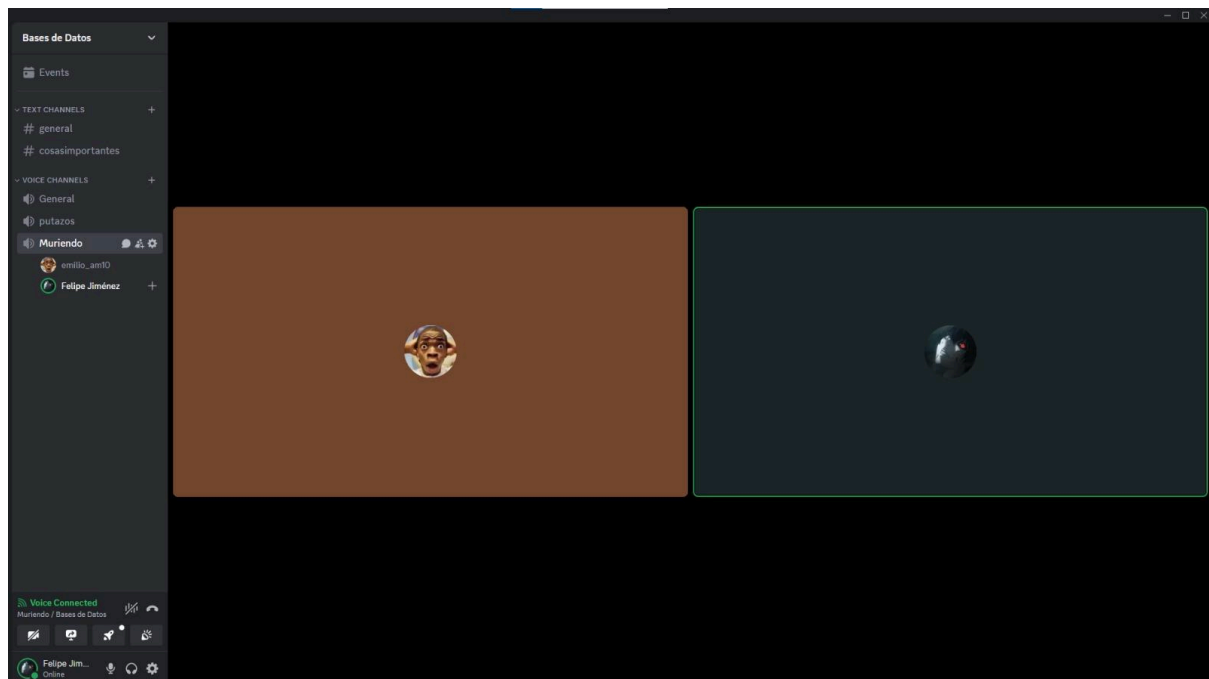 Bases de Datos
Events
TEXT CHANNELS
# general
# cosasimportantes
VOICE CHANNELS
General
putazos
Muriendo
emilio_am10
Felipe Jiménez
Voice Connected
Muriendo / Bases de Datos
Felipe Jim...
Online